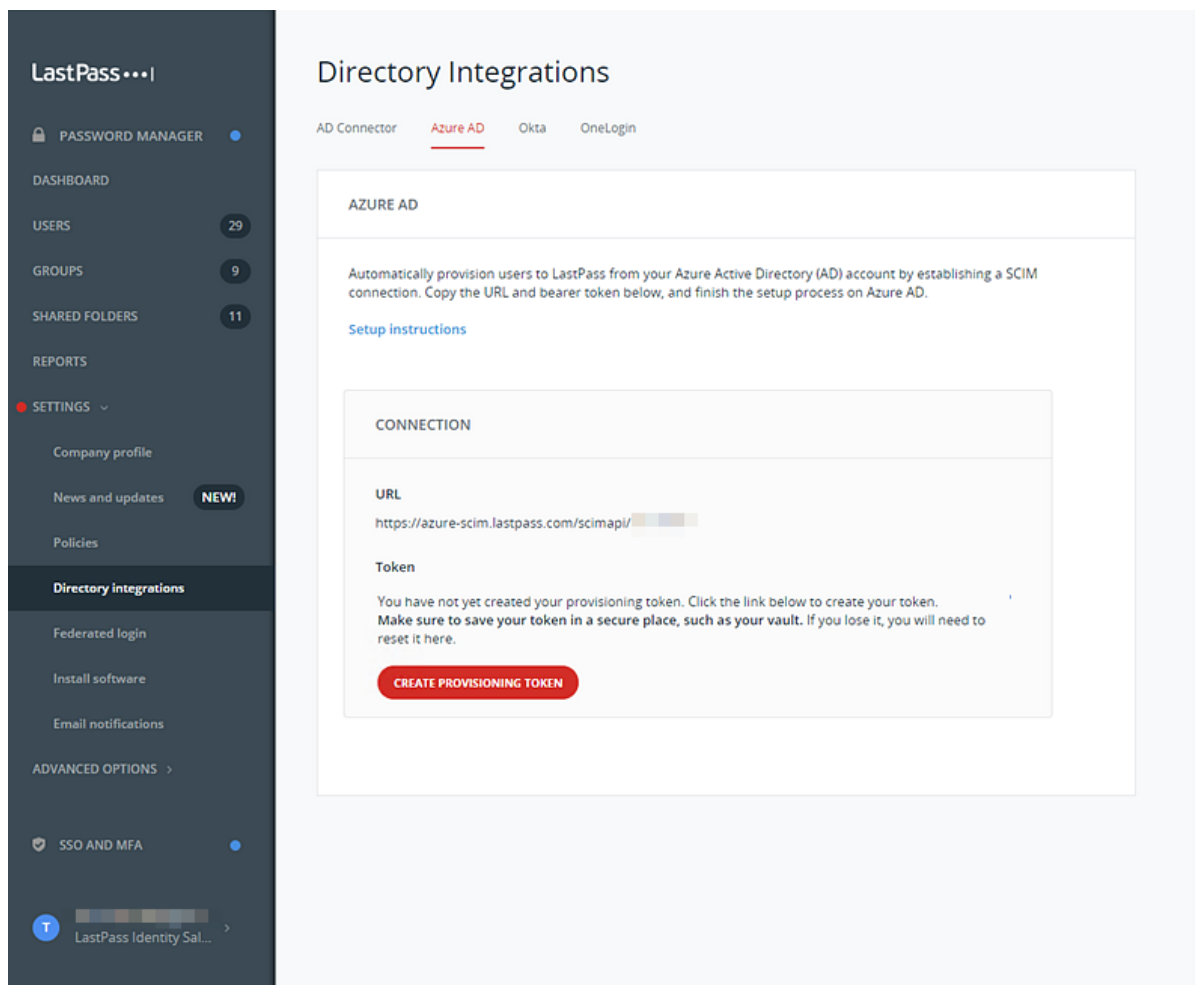 LastPass
PASSWORD MANAGER
DASHBOARD
USERS 29
GROUPS 9
SHARED FOLDERS 11
REPORTS
SETTINGS
Company profile
News and updates NEW!
Policies
Directory integrations
Federated login
Install software
Email notifications
ADVANCED OPTIONS
SSO AND MFA
T
LastPass Identity Sal...
Directory Integrations
AD Connector Azure AD Okta OneLogin
AZURE AD
Automatically provision users to LastPass from your Azure Active Directory (AD) account by establishing a SCIM
connection. Copy the URL and bearer token below, and finish the setup process on Azure AD.
Setup instructions
CONNECTION
URL
https://azure-scim.lastpass.com/scimapi/
Token
You have not yet created your provisioning token. Click the link below to create your token.
Make sure to save your token in a secure place, such as your vault. If you lose it, you will need to
reset it here.
CREATE PROVISIONING TOKEN